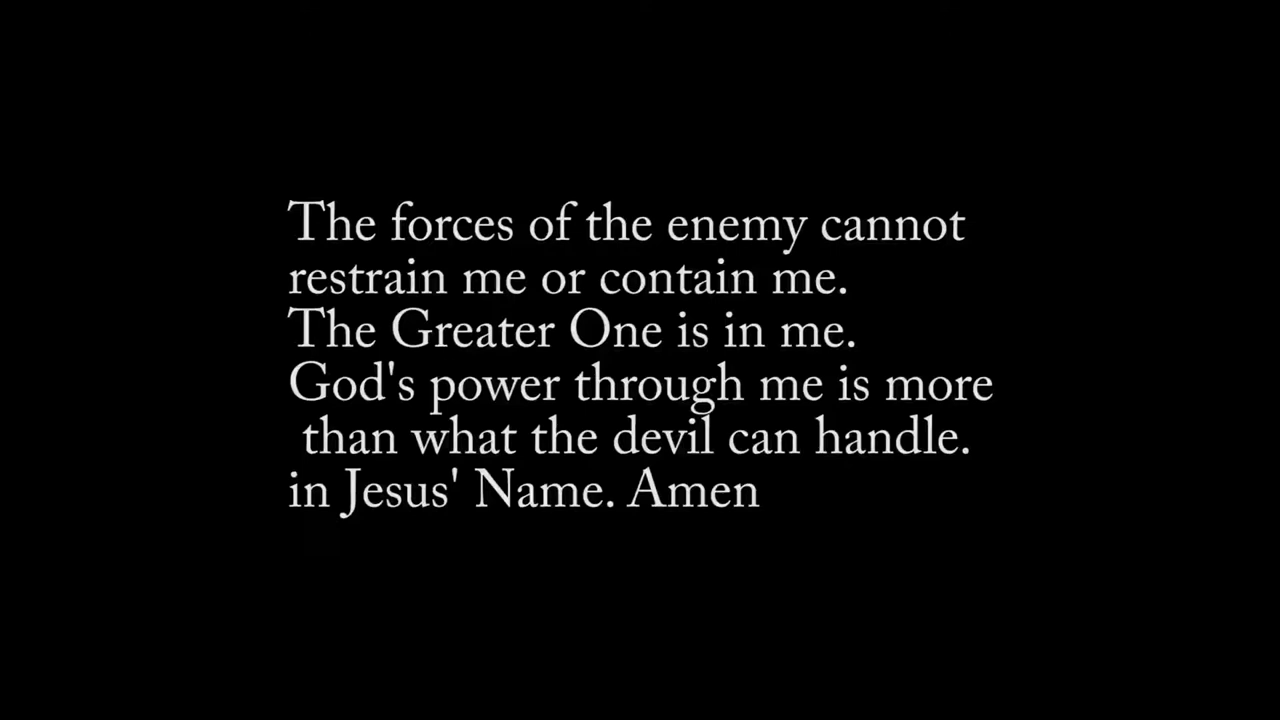 The forces of the enemy cannot
restrain me or contain me.
The Greater One is in me.
God's power through me is more
than what the devil can handle.
in Jesus' Name. Amen